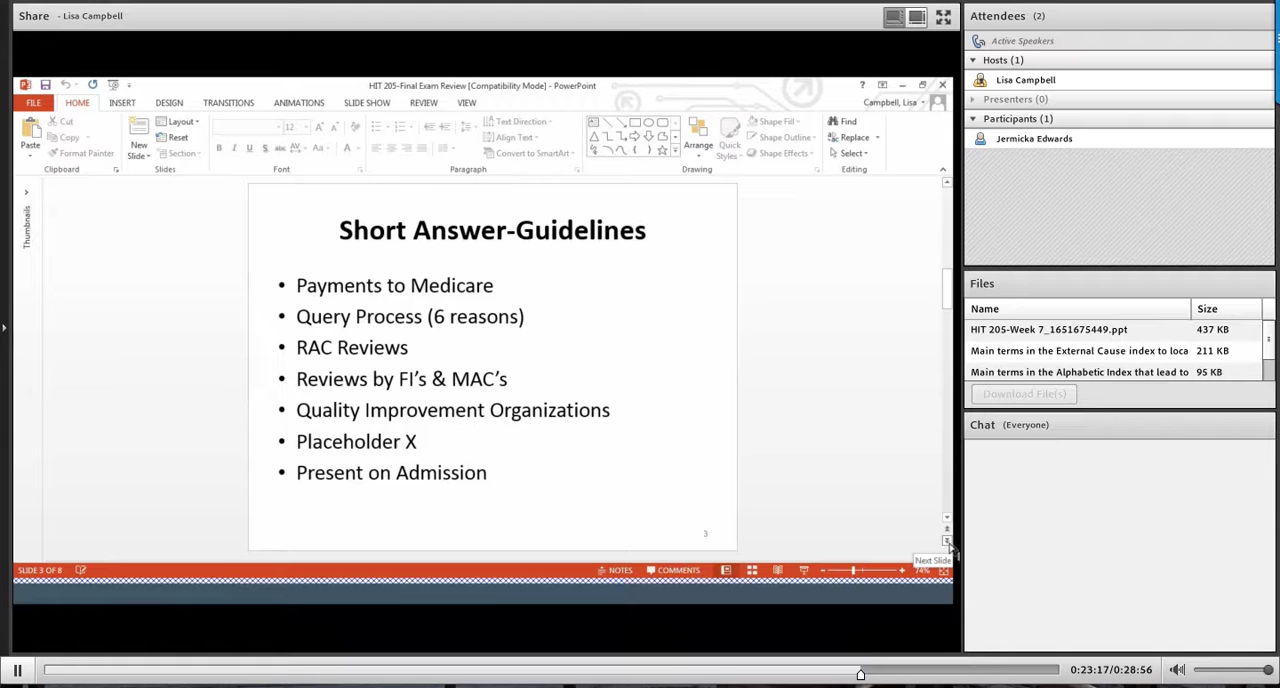 Share - Lisa Campbell
HIT 205-Final Exam Review [Compatibility Mode] - PowerPoint
FILE HOME INSERT DESIGN TRANSITIONS ANIMATIONS SLIDE SHOW REVIEW VIEW Campbell, Lisa
Paste
Cut
Copy
Format Painter
Clipboard
New
Slide
Layout
Reset
Section
Slides
12
Font
Text Direction
Align Text
Convert to SmartArt
Paragraph
Arrange
Quick
Styles
Shape Fill
Shape Outline
Shape Effects
Drawing
Find
Replace
Select
Editing
Thumbnails
Short Answer-Guidelines
• Payments to Medicare
• Query Process (6 reasons)
• RAC Reviews
• Reviews by FI’s & MAC’s
• Quality Improvement Organizations
• Placeholder X
• Present on Admission
3
Next Slide
SLIDE 3 OF 8
NOTES COMMENTS 74%
Attendees (2)
Active Speakers
Hosts (1)
Lisa Campbell
Presenters (0)
Participants (1)
Jermicka Edwards
Files
Name Size
HIT 205-Week 7_1651675449.ppt 437 KB
Main terms in the External Cause index to loca 211 KB
Main terms in the Alphabetic Index that lead to 95 KB
Download File(s)
Chat (Everyone)
0:23:17/0:28:56